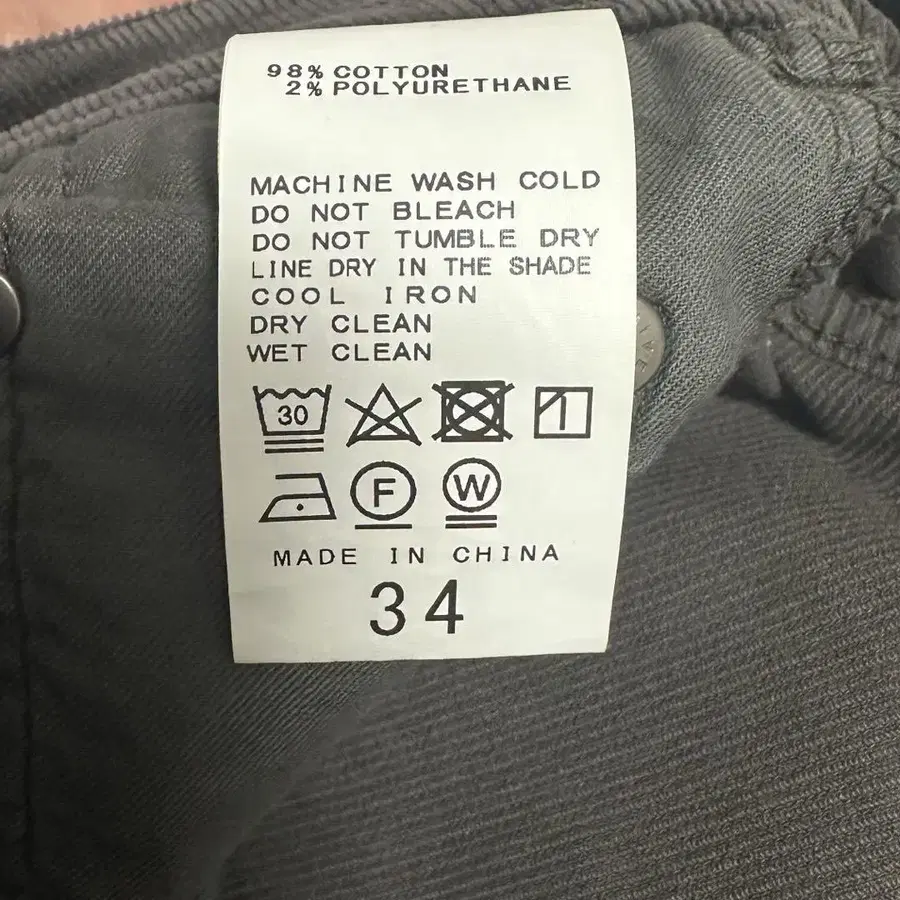 98% COTTON
2% POLYURETHANE
MACHINE WASH COLD
DO NOT BLEACH
DO NOT TUMBLE DRY
LINE DRY IN THE SHADE
COOL IRON
DRY CLEAN
WET CLEAN
30
F W
MADE IN CHINA
34